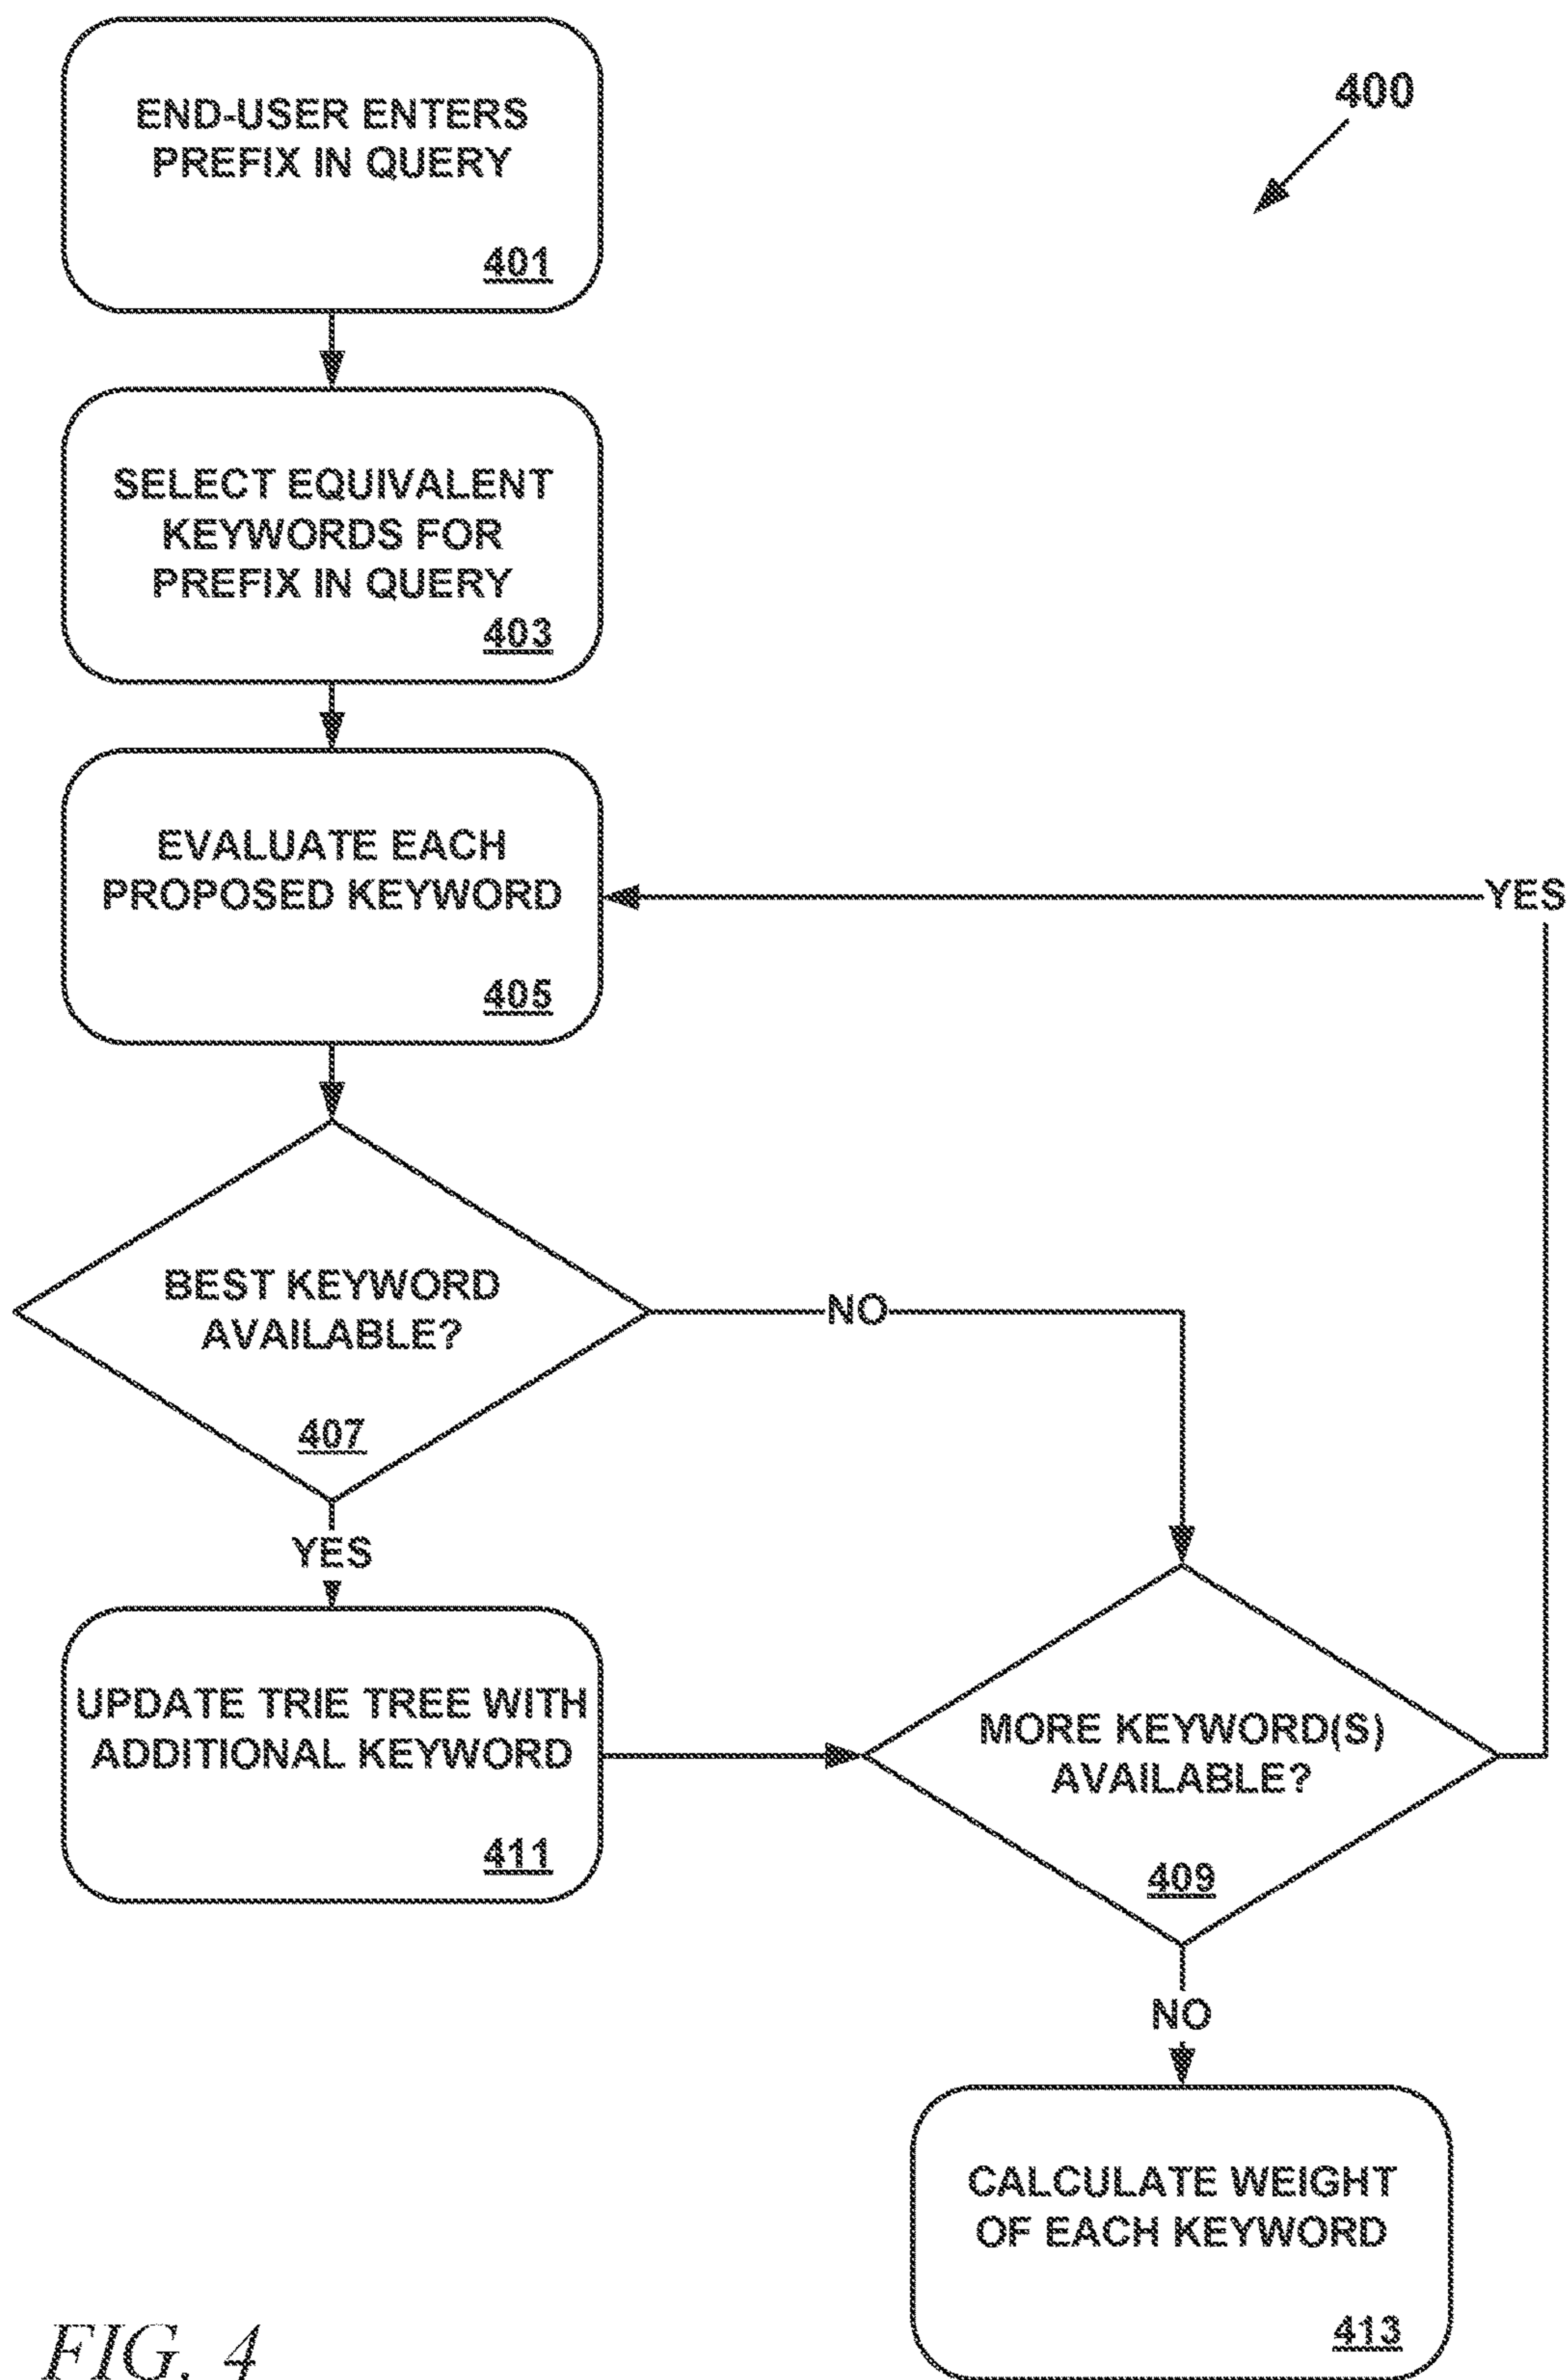 400
END-USER ENTERS
PREFIX IN QUERY
401
SELECT EQUIVALENT
KEYWORDS FOR
PREFIX IN QUERY
403
EVALUATE EACH
PROPOSED KEYWORD
405
YES
BEST KEYWORD
AVAILABLE?
407
NO
YES
UPDATE TRIE TREE WITH
ADDITIONAL KEYWORD
411
MORE KEYWORD(S)
AVAILABLE?
409
NO
CALCULATE WEIGHT
OF EACH KEYWORD
413
FIG. 4